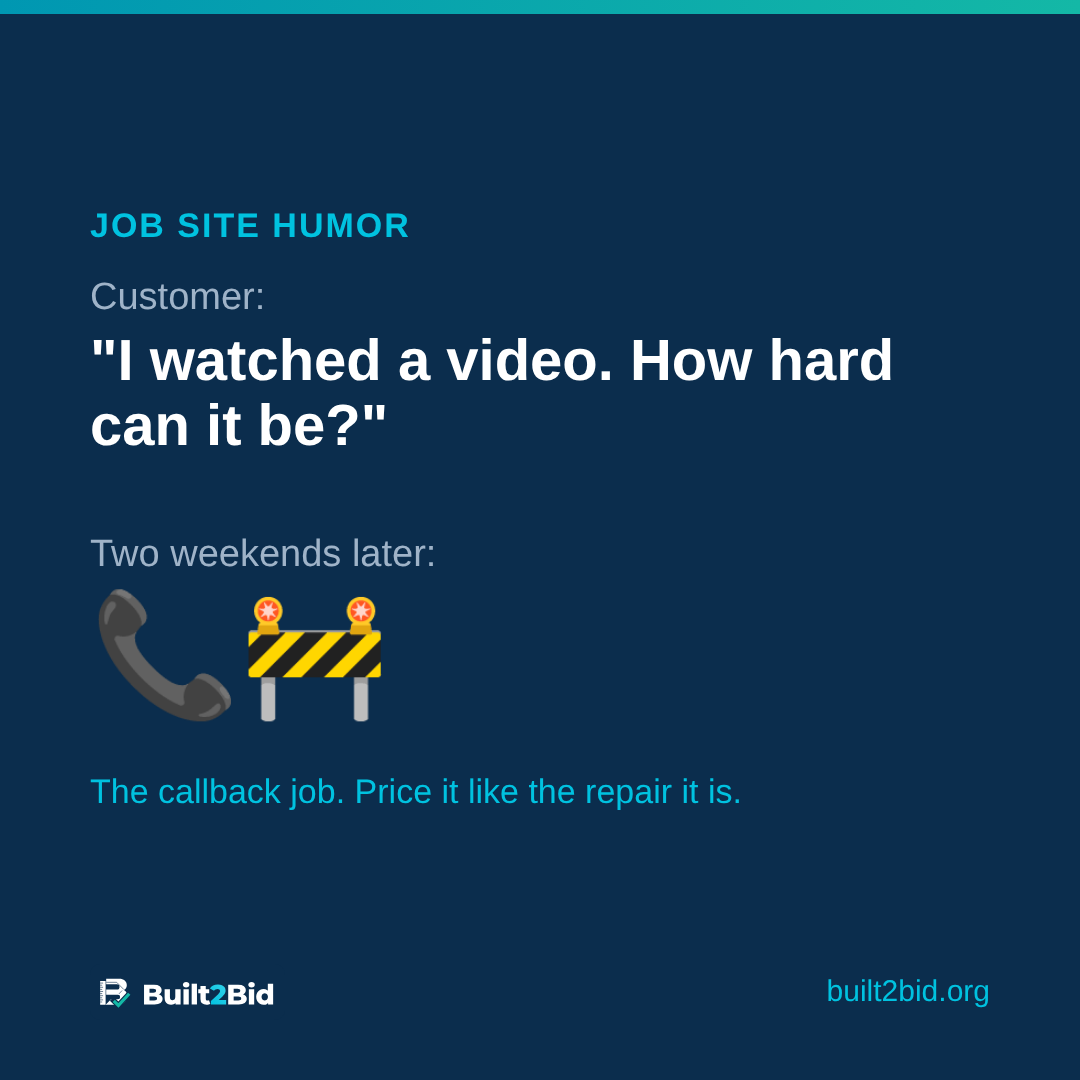 JOB SITE HUMOR
Customer:
"I watched a video. How hard
can it be?"
Two weekends later:
The callback job. Price it like the repair it is.
Built2Bid
built2bid.org